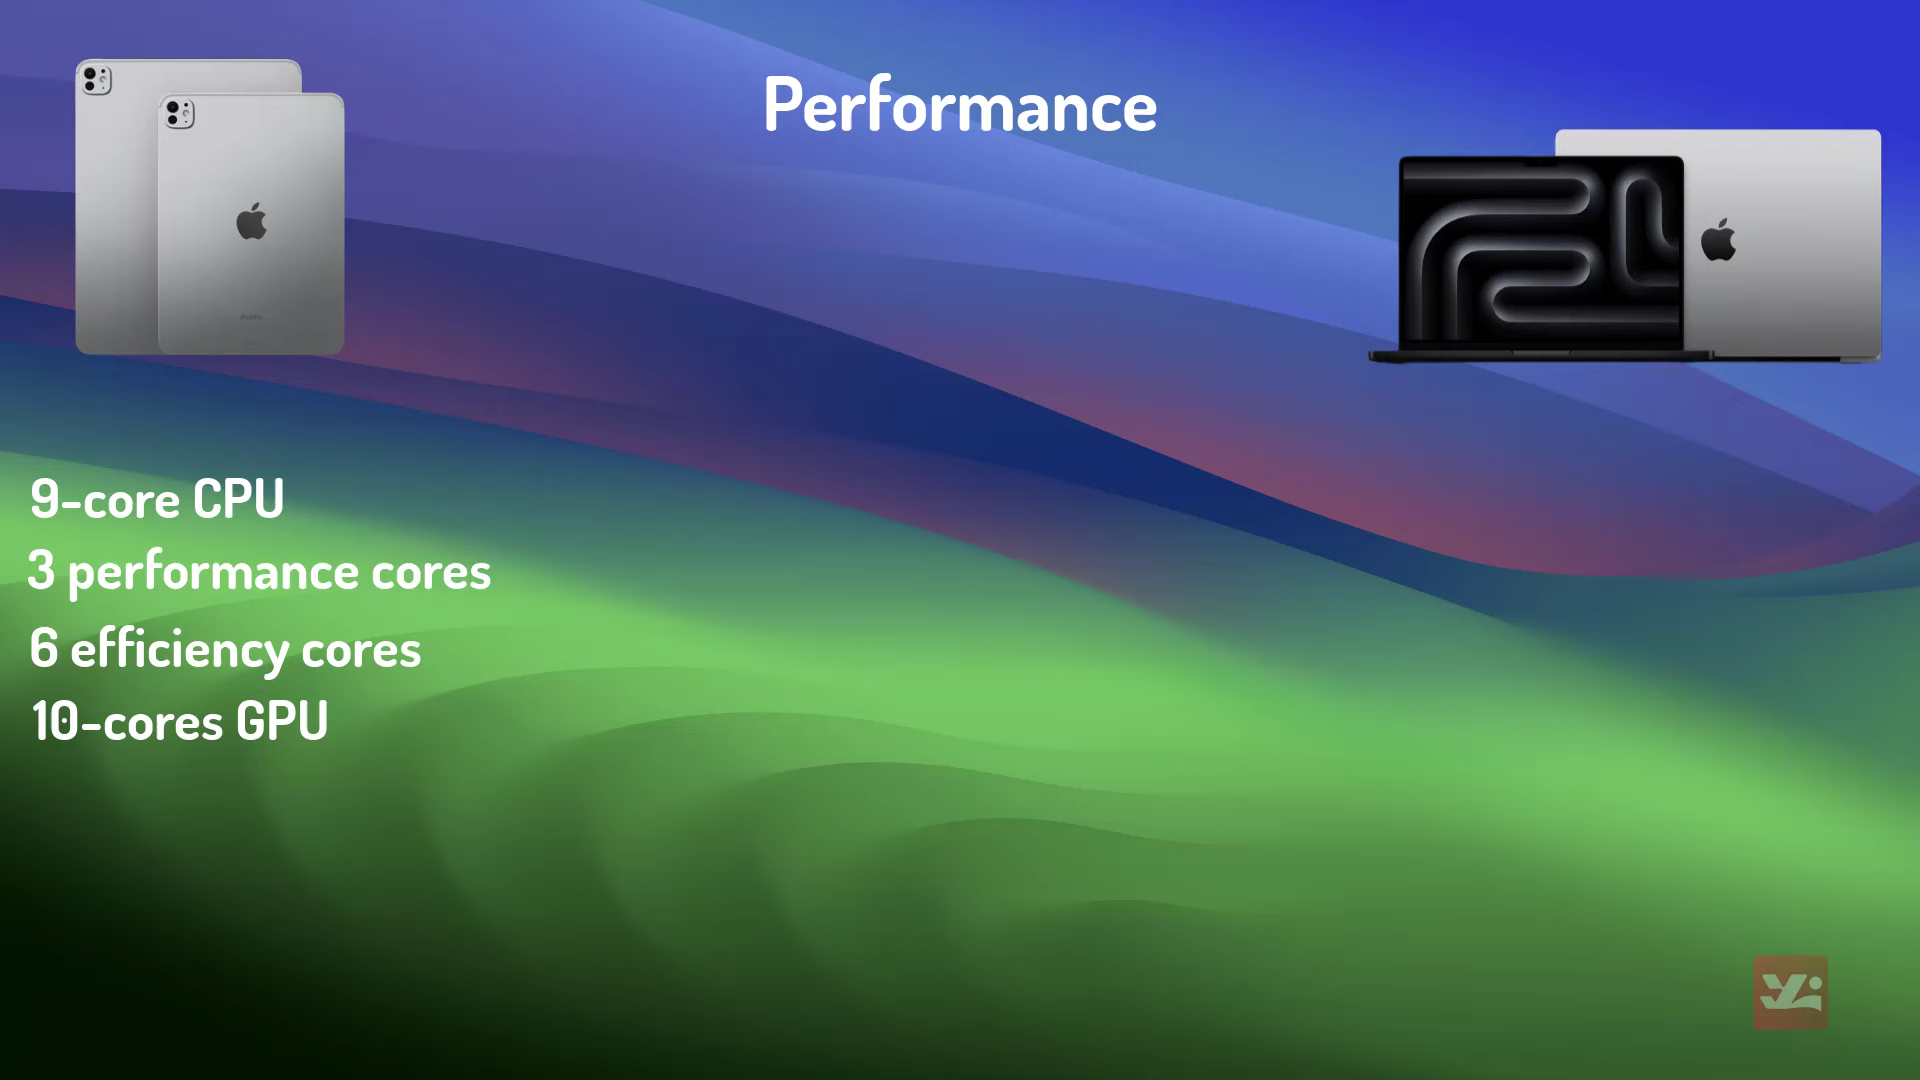 Performance
9-core CPU
3 performance cores
6 efficiency cores
10-cores GPU